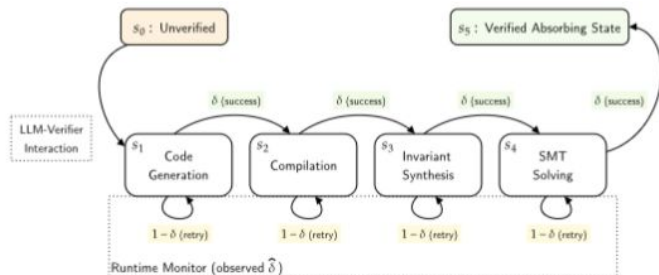 s₀ : Unverified
s₅ : Verified Absorbing State
δ (success)
δ (success)
δ (success)
δ (success)
LLM-Verifier
Interaction
s₁
Code
Generation
s₂
Compilation
s₃
Invariant
Synthesis
s₄
SMT
Solving
1 − δ (retry)
1 − δ (retry)
1 − δ (retry)
1 − δ (retry)
Runtime Monitor (observed δ̂)